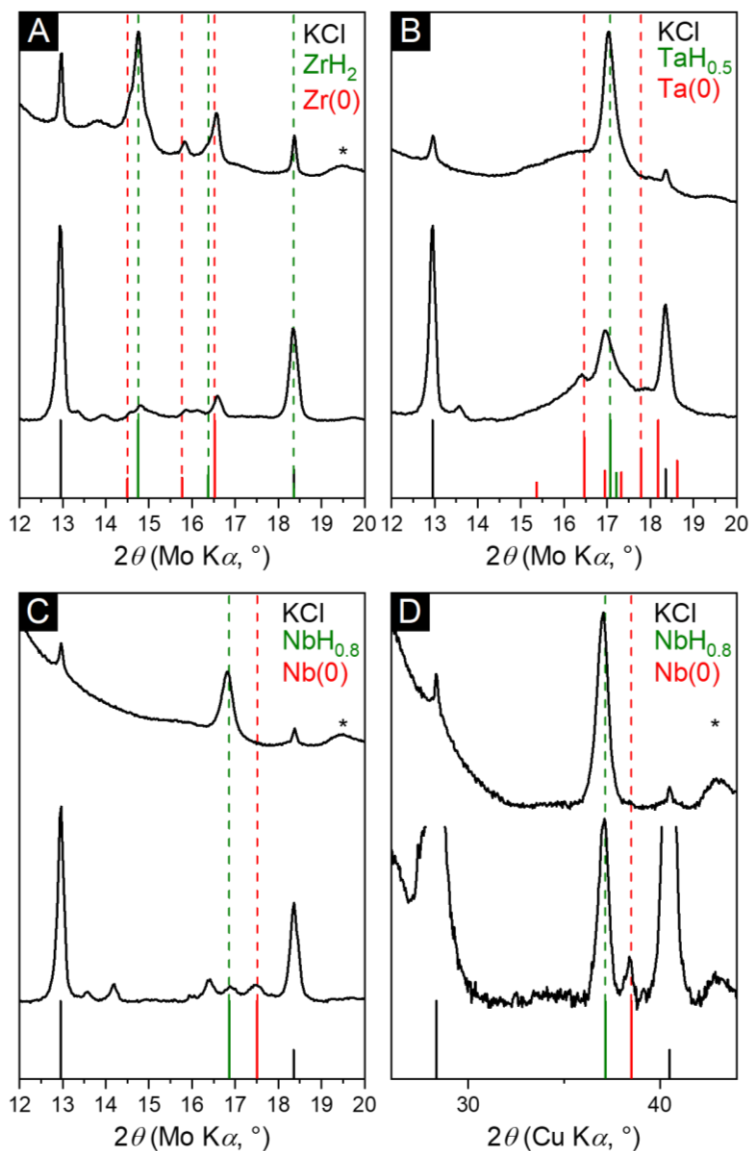 A
KCl
ZrH2
Zr(0)
*
12 13 14 15 16 17 18 19 20
2θ (Mo Kα, °)
B
KCl
TaH0.5
Ta(0)
12 13 14 15 16 17 18 19 20
2θ (Mo Kα, °)
C
KCl
NbH0.8
Nb(0)
*
12 13 14 15 16 17 18 19 20
2θ (Mo Kα, °)
D
KCl
NbH0.8
Nb(0)
*
30 40
2θ (Cu Kα, °)